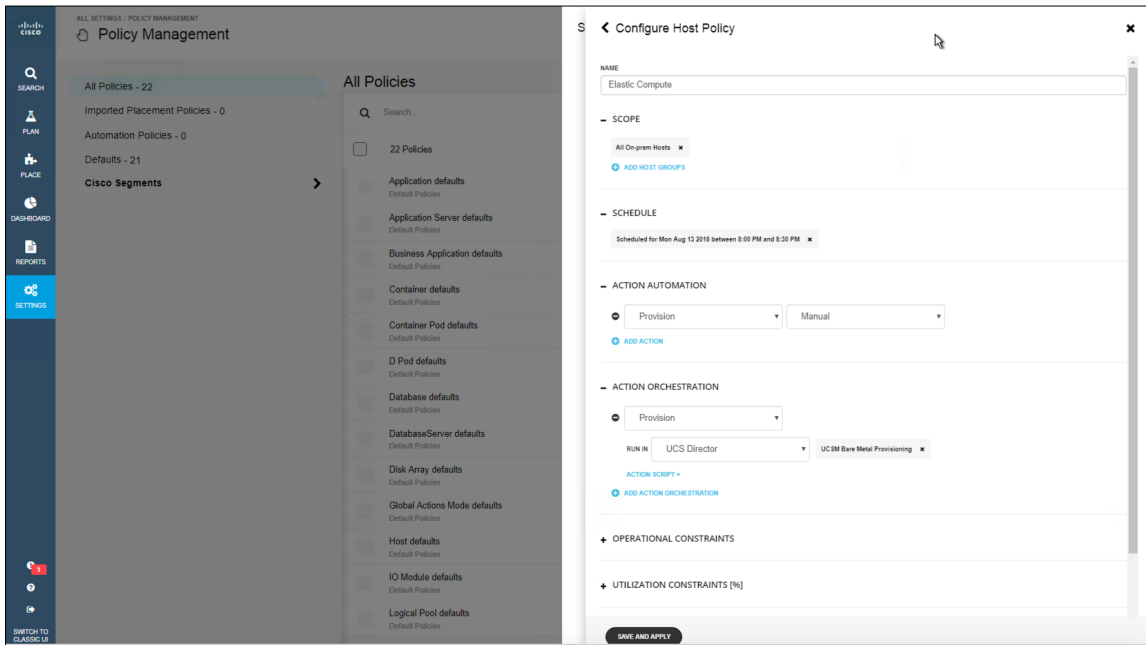 cisco
SEARCH
PLAN
PLACE
DASHBOARD
REPORTS
SETTINGS
1
SWITCH TO
CLASSIC UI
ALL SETTINGS / POLICY MANAGEMENT
Policy Management
All Policies - 22
Imported Placement Policies - 0
Automation Policies - 0
Defaults - 21
Cisco Segments
All Policies
Search...
22 Policies
Application defaults
Default Policies
Application Server defaults
Default Policies
Business Application defaults
Default Policies
Container defaults
Default Policies
Container Pod defaults
Default Policies
D Pod defaults
Default Policies
Database defaults
Default Policies
DatabaseServer defaults
Default Policies
Disk Array defaults
Default Policies
Global Actions Mode defaults
Default Policies
Host defaults
Default Policies
IO Module defaults
Default Policies
Logical Pool defaults
Default Policies
S
Configure Host Policy
NAME
Elastic Compute
SCOPE
All On-prem Hosts
ADD HOST GROUPS
SCHEDULE
Scheduled for Mon Aug 13 2018 between 8:00 PM and 8:30 PM
ACTION AUTOMATION
Provision Manual
ADD ACTION
ACTION ORCHESTRATION
Provision
RUN IN UCS Director UCSM Bare Metal Provisioning
ACTION SCRIPT
ADD ACTION ORCHESTRATION
OPERATIONAL CONSTRAINTS
UTILIZATION CONSTRAINTS [%]
SAVE AND APPLY